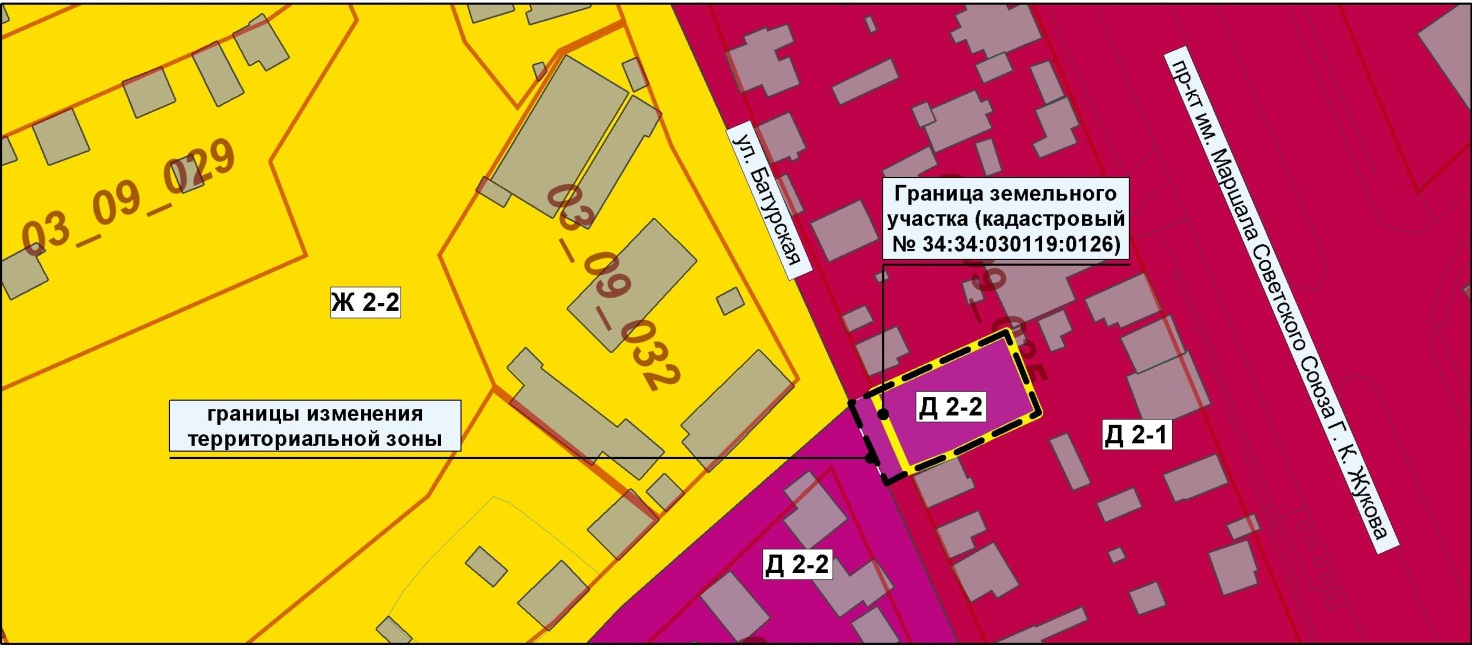 пр-кт им. Маршала Советского Союза Г. К. Жукова
ул. Батурская
03_09_029
03_09_032
Граница земельного
участка (кадастровый
№ 34:34:030119:0126)
Ж 2-2
Д 2-2
Д 2-1
границы изменения
территориальной зоны
Д 2-2